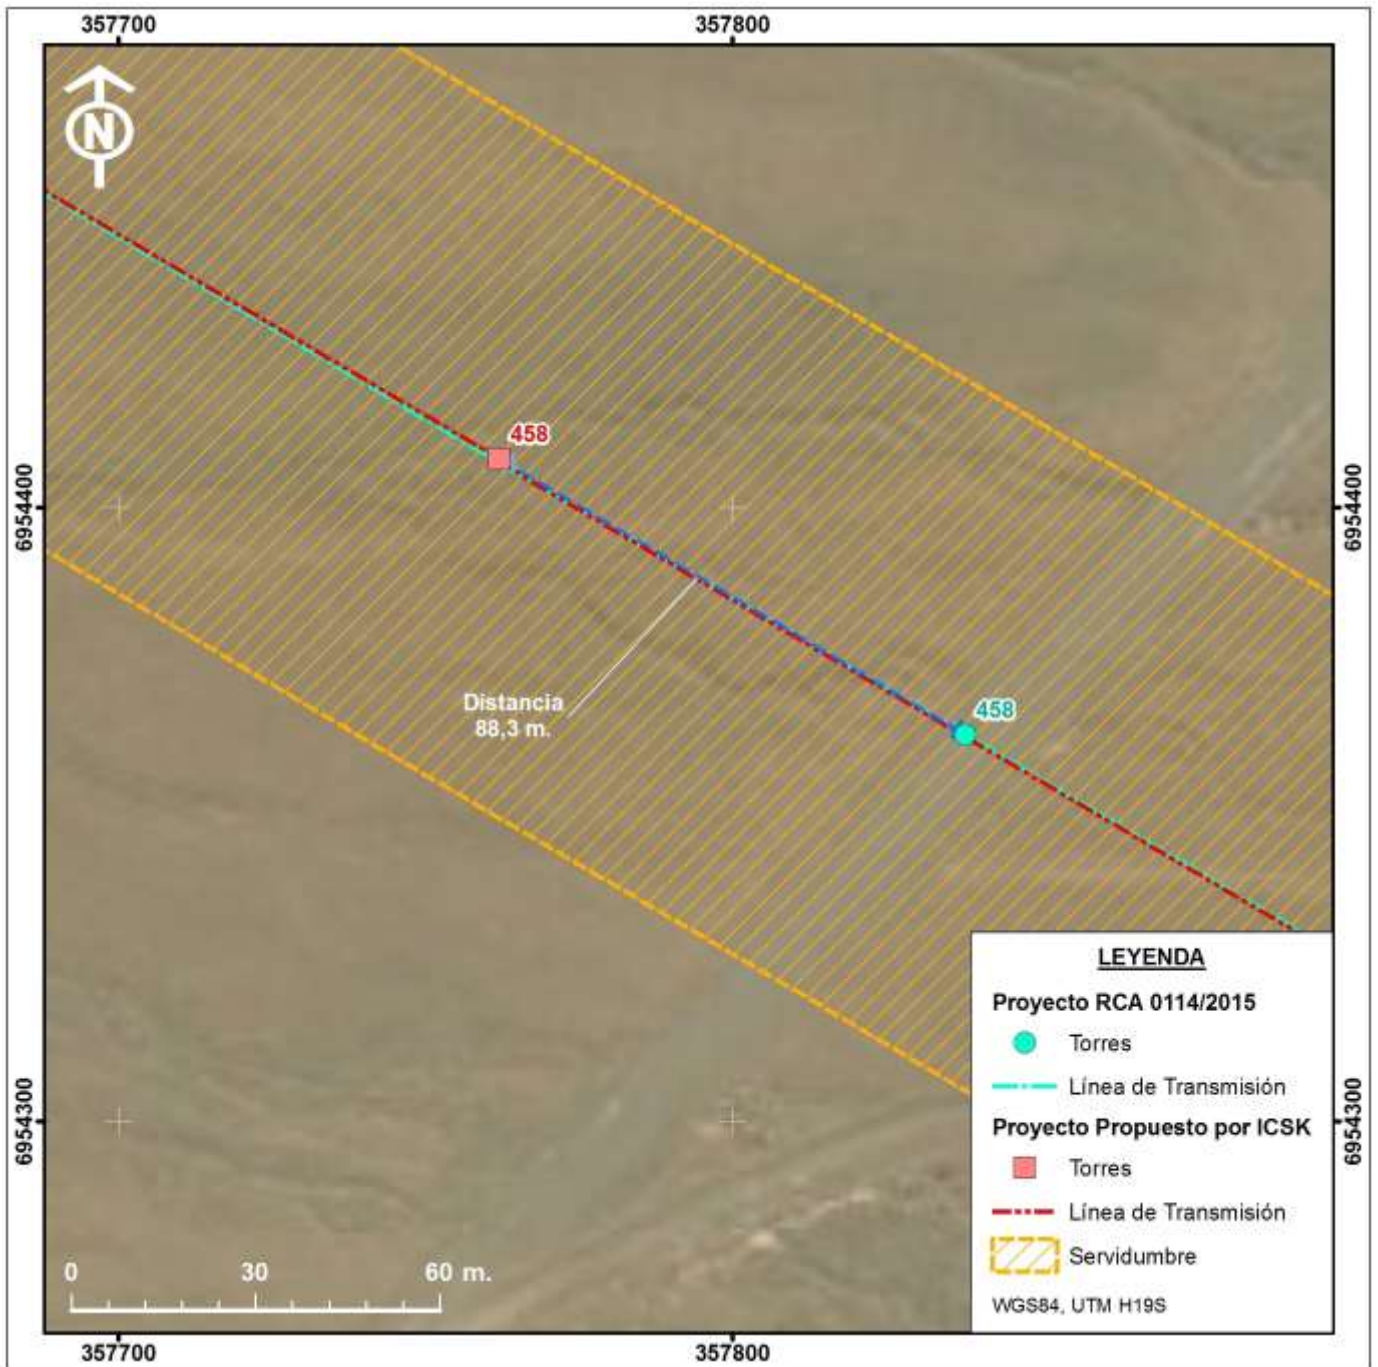 357700 357800
N
458
6954400 6954400
458
Distancia
88,3 m.
LEYENDA
Proyecto RCA 0114/2015
Torres
Línea de Transmisión
Proyecto Propuesto por ICSK
Torres
Línea de Transmisión
Servidumbre
WGS84, UTM H19S
6954300 6954300
0 30 60 m.
357700 357800